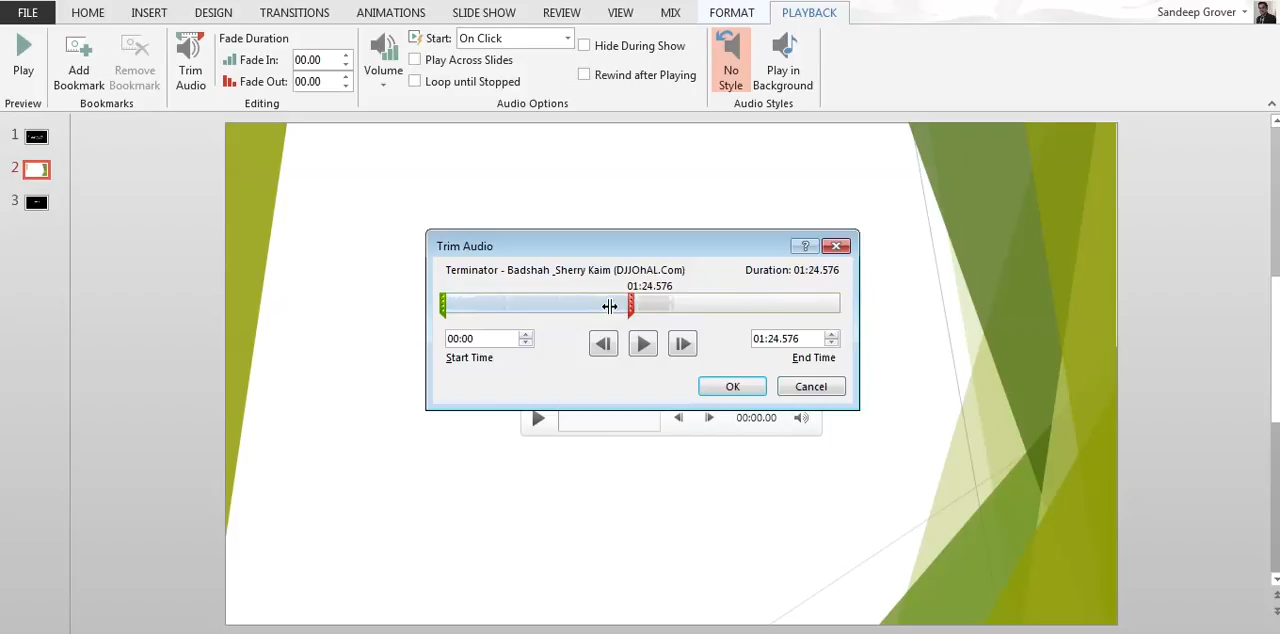 FILE HOME INSERT DESIGN TRANSITIONS ANIMATIONS SLIDE SHOW REVIEW VIEW MIX FORMAT PLAYBACK Sandeep Grover
Play
Preview
Add Bookmark
Remove Bookmark
Bookmarks
Trim Audio
Fade Duration
Fade In: 00.00
Fade Out: 00.00
Editing
Volume
Start: On Click
Play Across Slides
Loop until Stopped
Hide During Show
Rewind after Playing
Audio Options
No Style
Play in Background
Audio Styles
1
2
3
Trim Audio
Terminator - Badshah _Sherry Kaim (DJJOhAL.Com) Duration: 01:24.576
01:24.576
00:00 01:24.576
Start Time End Time
OK Cancel
00:00.00